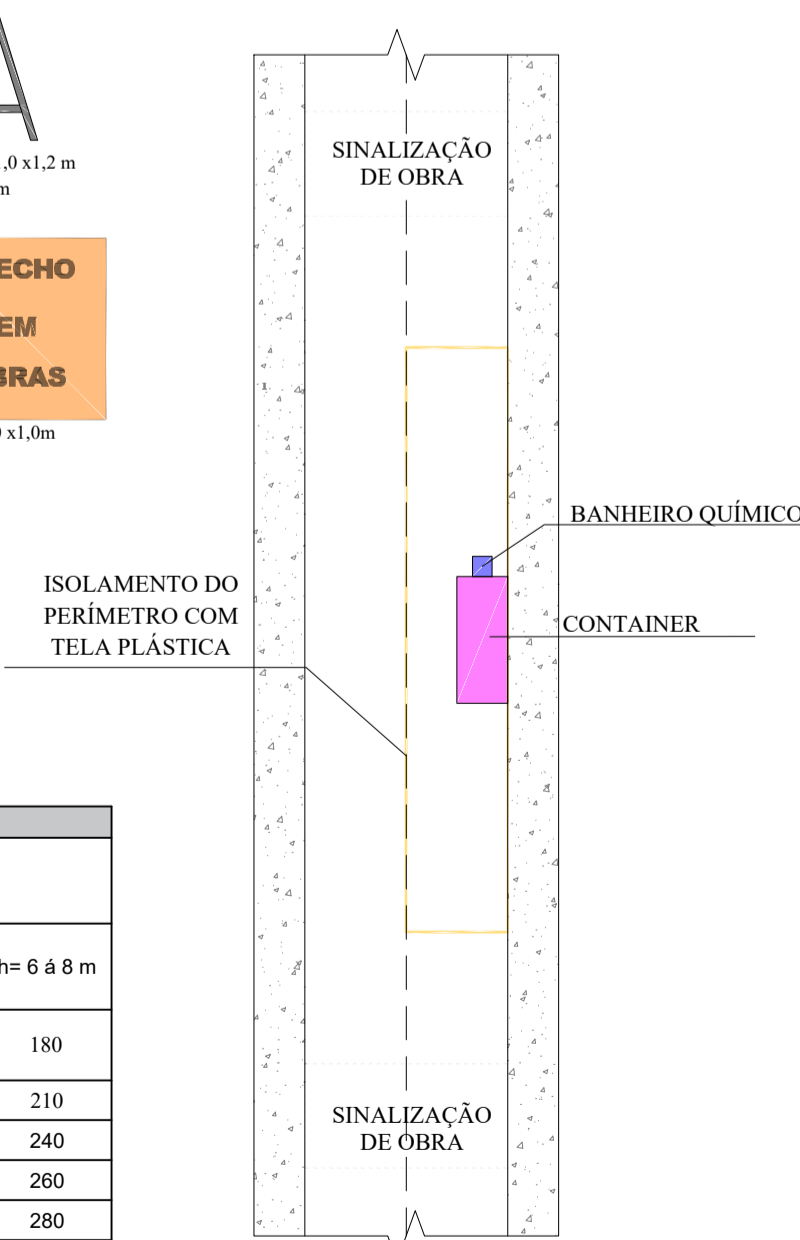 ,0 x1,2 m
m
ECHO
EM
BRAS
x1,0m
SINALIZAÇÃO
DE OBRA
BANHEIRO QUÍMICO
ISOLAMENTO DO
PERÍMETRO COM
TELA PLÁSTICA
CONTAINER
h= 6 á 8 m
180
210
240
260
280
SINALIZAÇÃO
DE OBRA